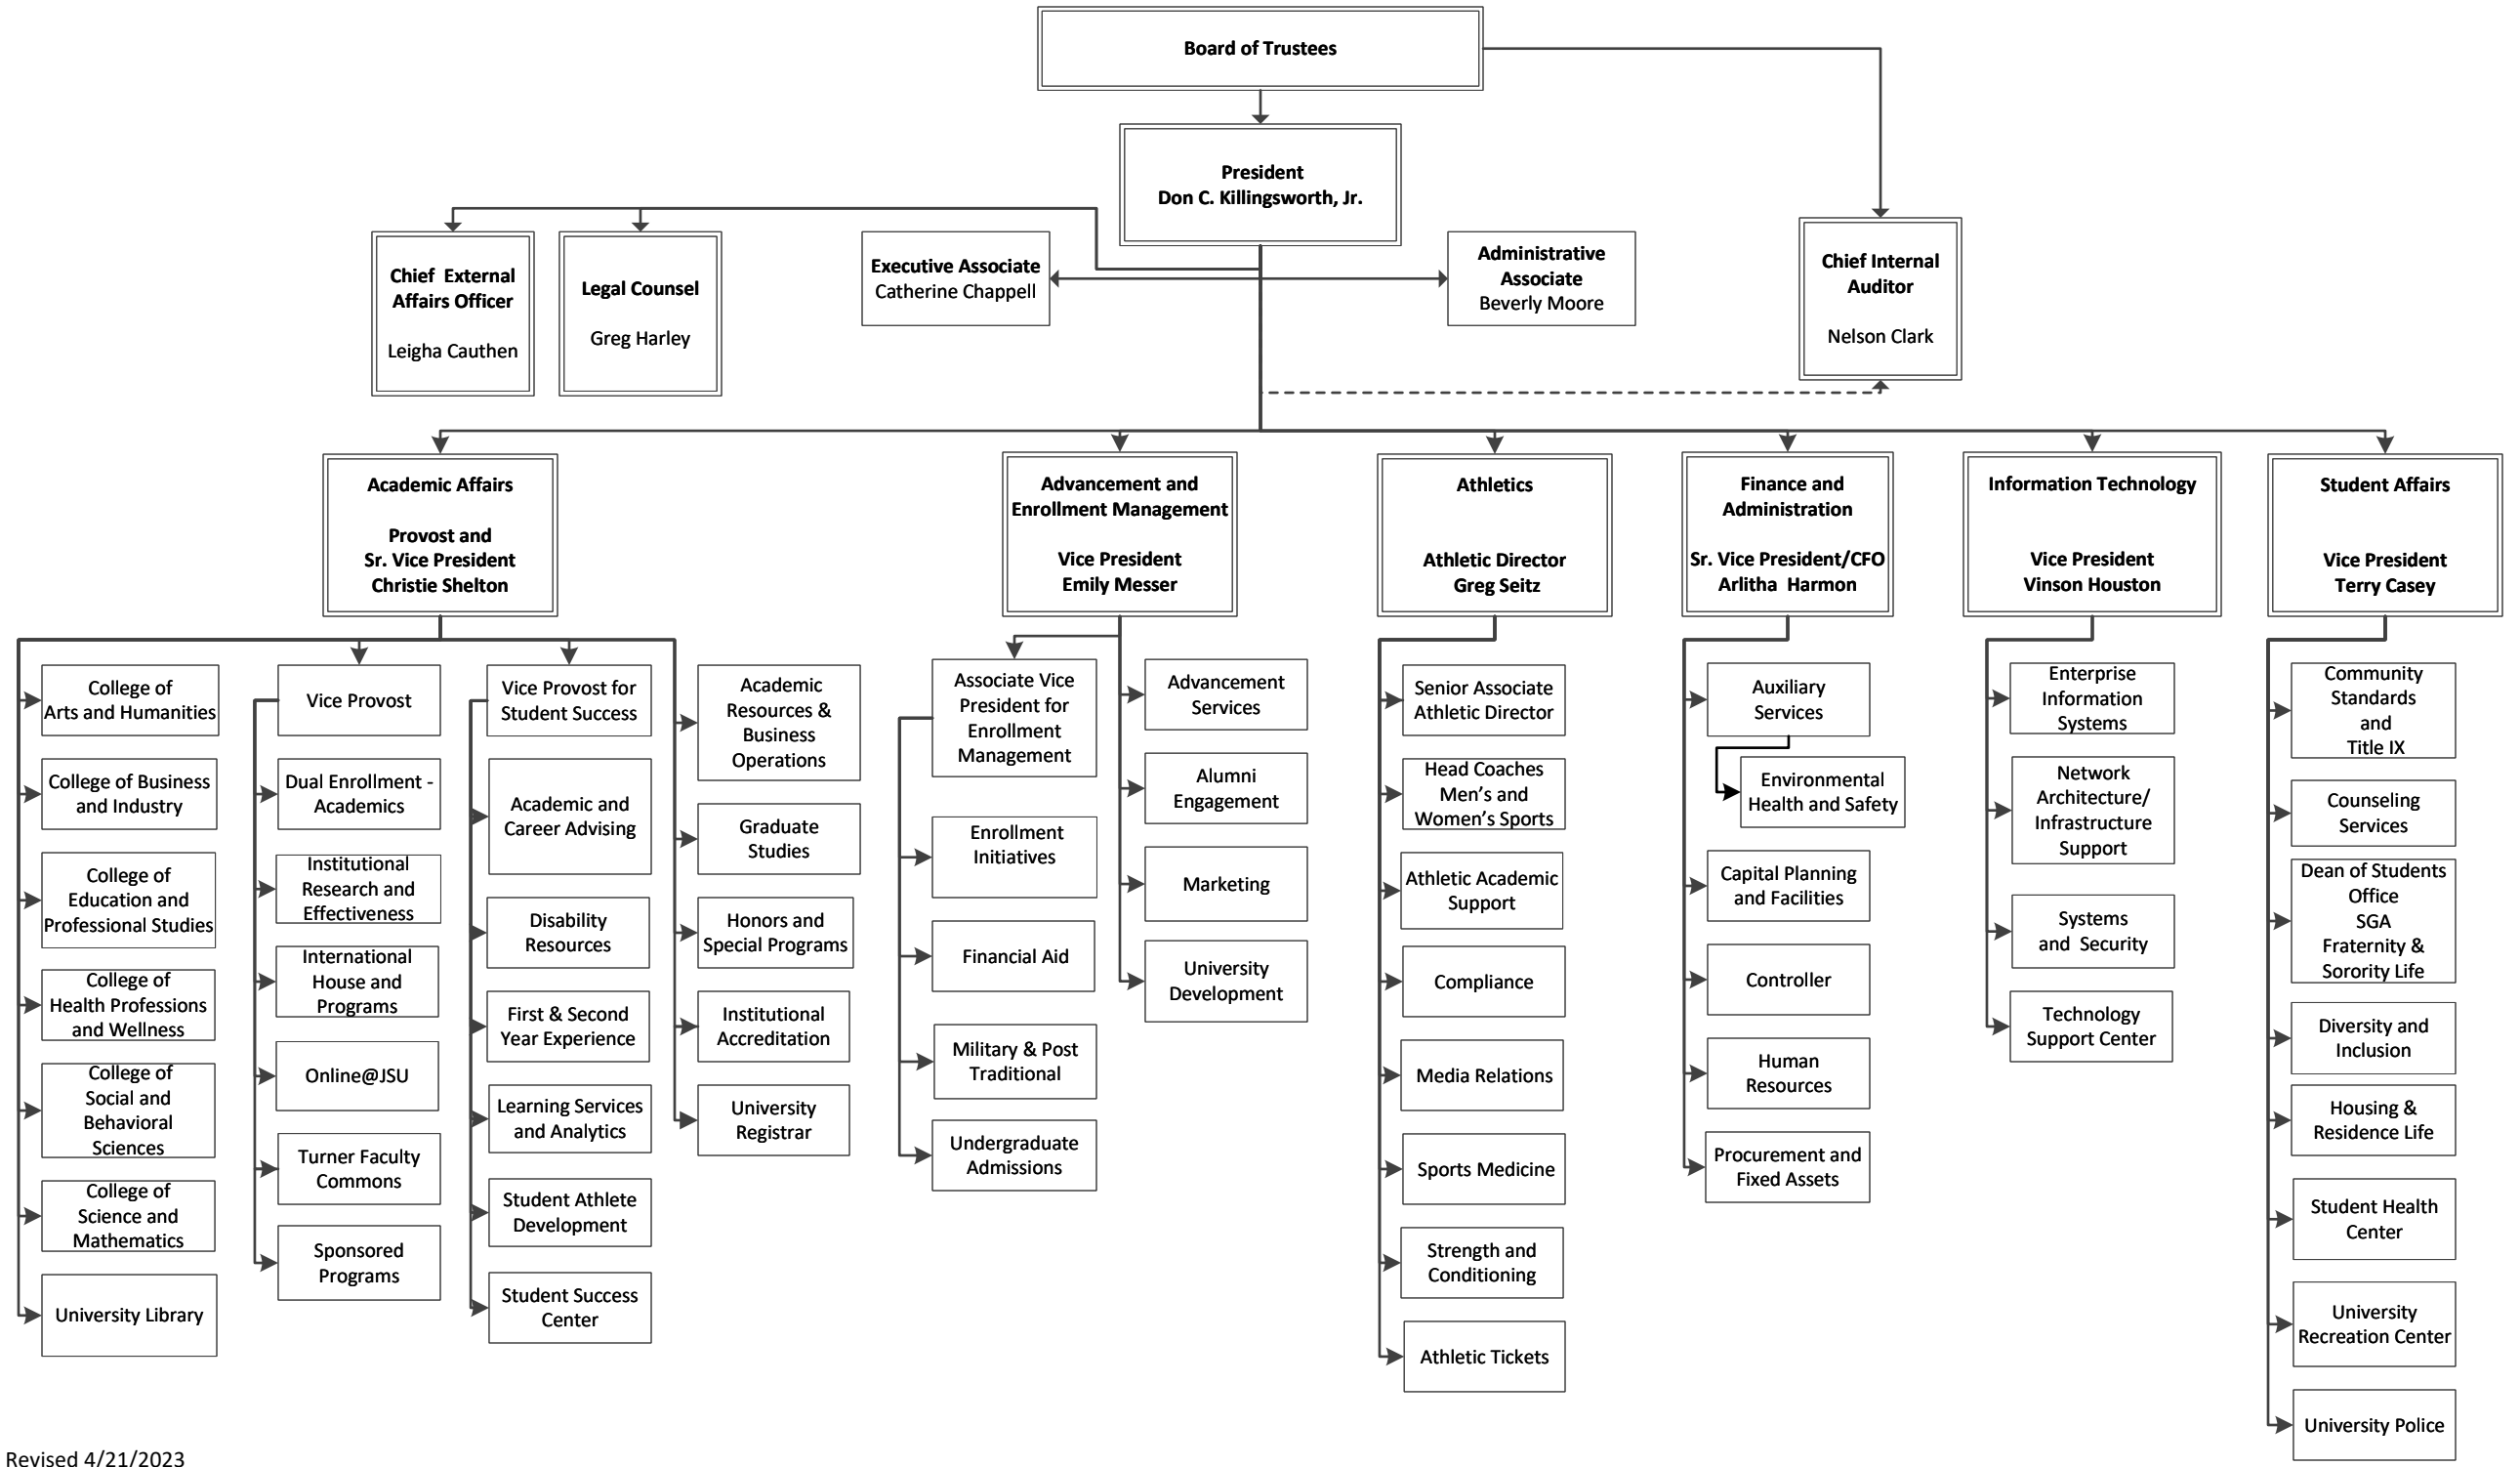 Board of Trustees
President
Don C. Killingsworth, Jr.
Chief External
Affairs Officer
Leigha Cauthen
Legal Counsel
Greg Harley
Executive Associate
Catherine Chappell
Administrative
Associate
Beverly Moore
Chief Internal
Auditor
Nelson Clark
Academic Affairs
Provost and
Sr. Vice President
Christie Shelton
Advancement and
Enrollment Management
Vice President
Emily Messer
Athletics
Athletic Director
Greg Seitz
Finance and
Administration
Sr. Vice President/CFO
Arlitha Harmon
Information Technology
Vice President
Vinson Houston
Student Affairs
Vice President
Terry Casey
College of
Arts and Humanities
College of Business
and Industry
College of
Education and
Professional Studies
College of
Health Professions
and Wellness
College of
Social and
Behavioral
Sciences
College of
Science and
Mathematics
University Library
Vice Provost
Dual Enrollment -
Academics
Institutional
Research and
Effectiveness
International
House and
Programs
Online@JSU
Turner Faculty
Commons
Sponsored
Programs
Vice Provost for
Student Success
Academic and
Career Advising
Disability
Resources
First & Second
Year Experience
Learning Services
and Analytics
Student Athlete
Development
Student Success
Center
Academic
Resources &
Business
Operations
Graduate
Studies
Honors and
Special Programs
Institutional
Accreditation
University
Registrar
Associate Vice
President for
Enrollment
Management
Enrollment
Initiatives
Financial Aid
Military & Post
Traditional
Undergraduate
Admissions
Advancement
Services
Alumni
Engagement
Marketing
University
Development
Senior Associate
Athletic Director
Head Coaches
Men’s and
Women’s Sports
Athletic Academic
Support
Compliance
Media Relations
Sports Medicine
Strength and
Conditioning
Athletic Tickets
Auxiliary
Services
Environmental
Health and Safety
Capital Planning
and Facilities
Controller
Human
Resources
Procurement and
Fixed Assets
Enterprise
Information
Systems
Network
Architecture/
Infrastructure
Support
Systems
and Security
Technology
Support Center
Community
Standards
and
Title IX
Counseling
Services
Dean of Students
Office
SGA
Fraternity &
Sorority Life
Diversity and
Inclusion
Housing &
Residence Life
Student Health
Center
University
Recreation Center
University Police
Revised 4/21/2023